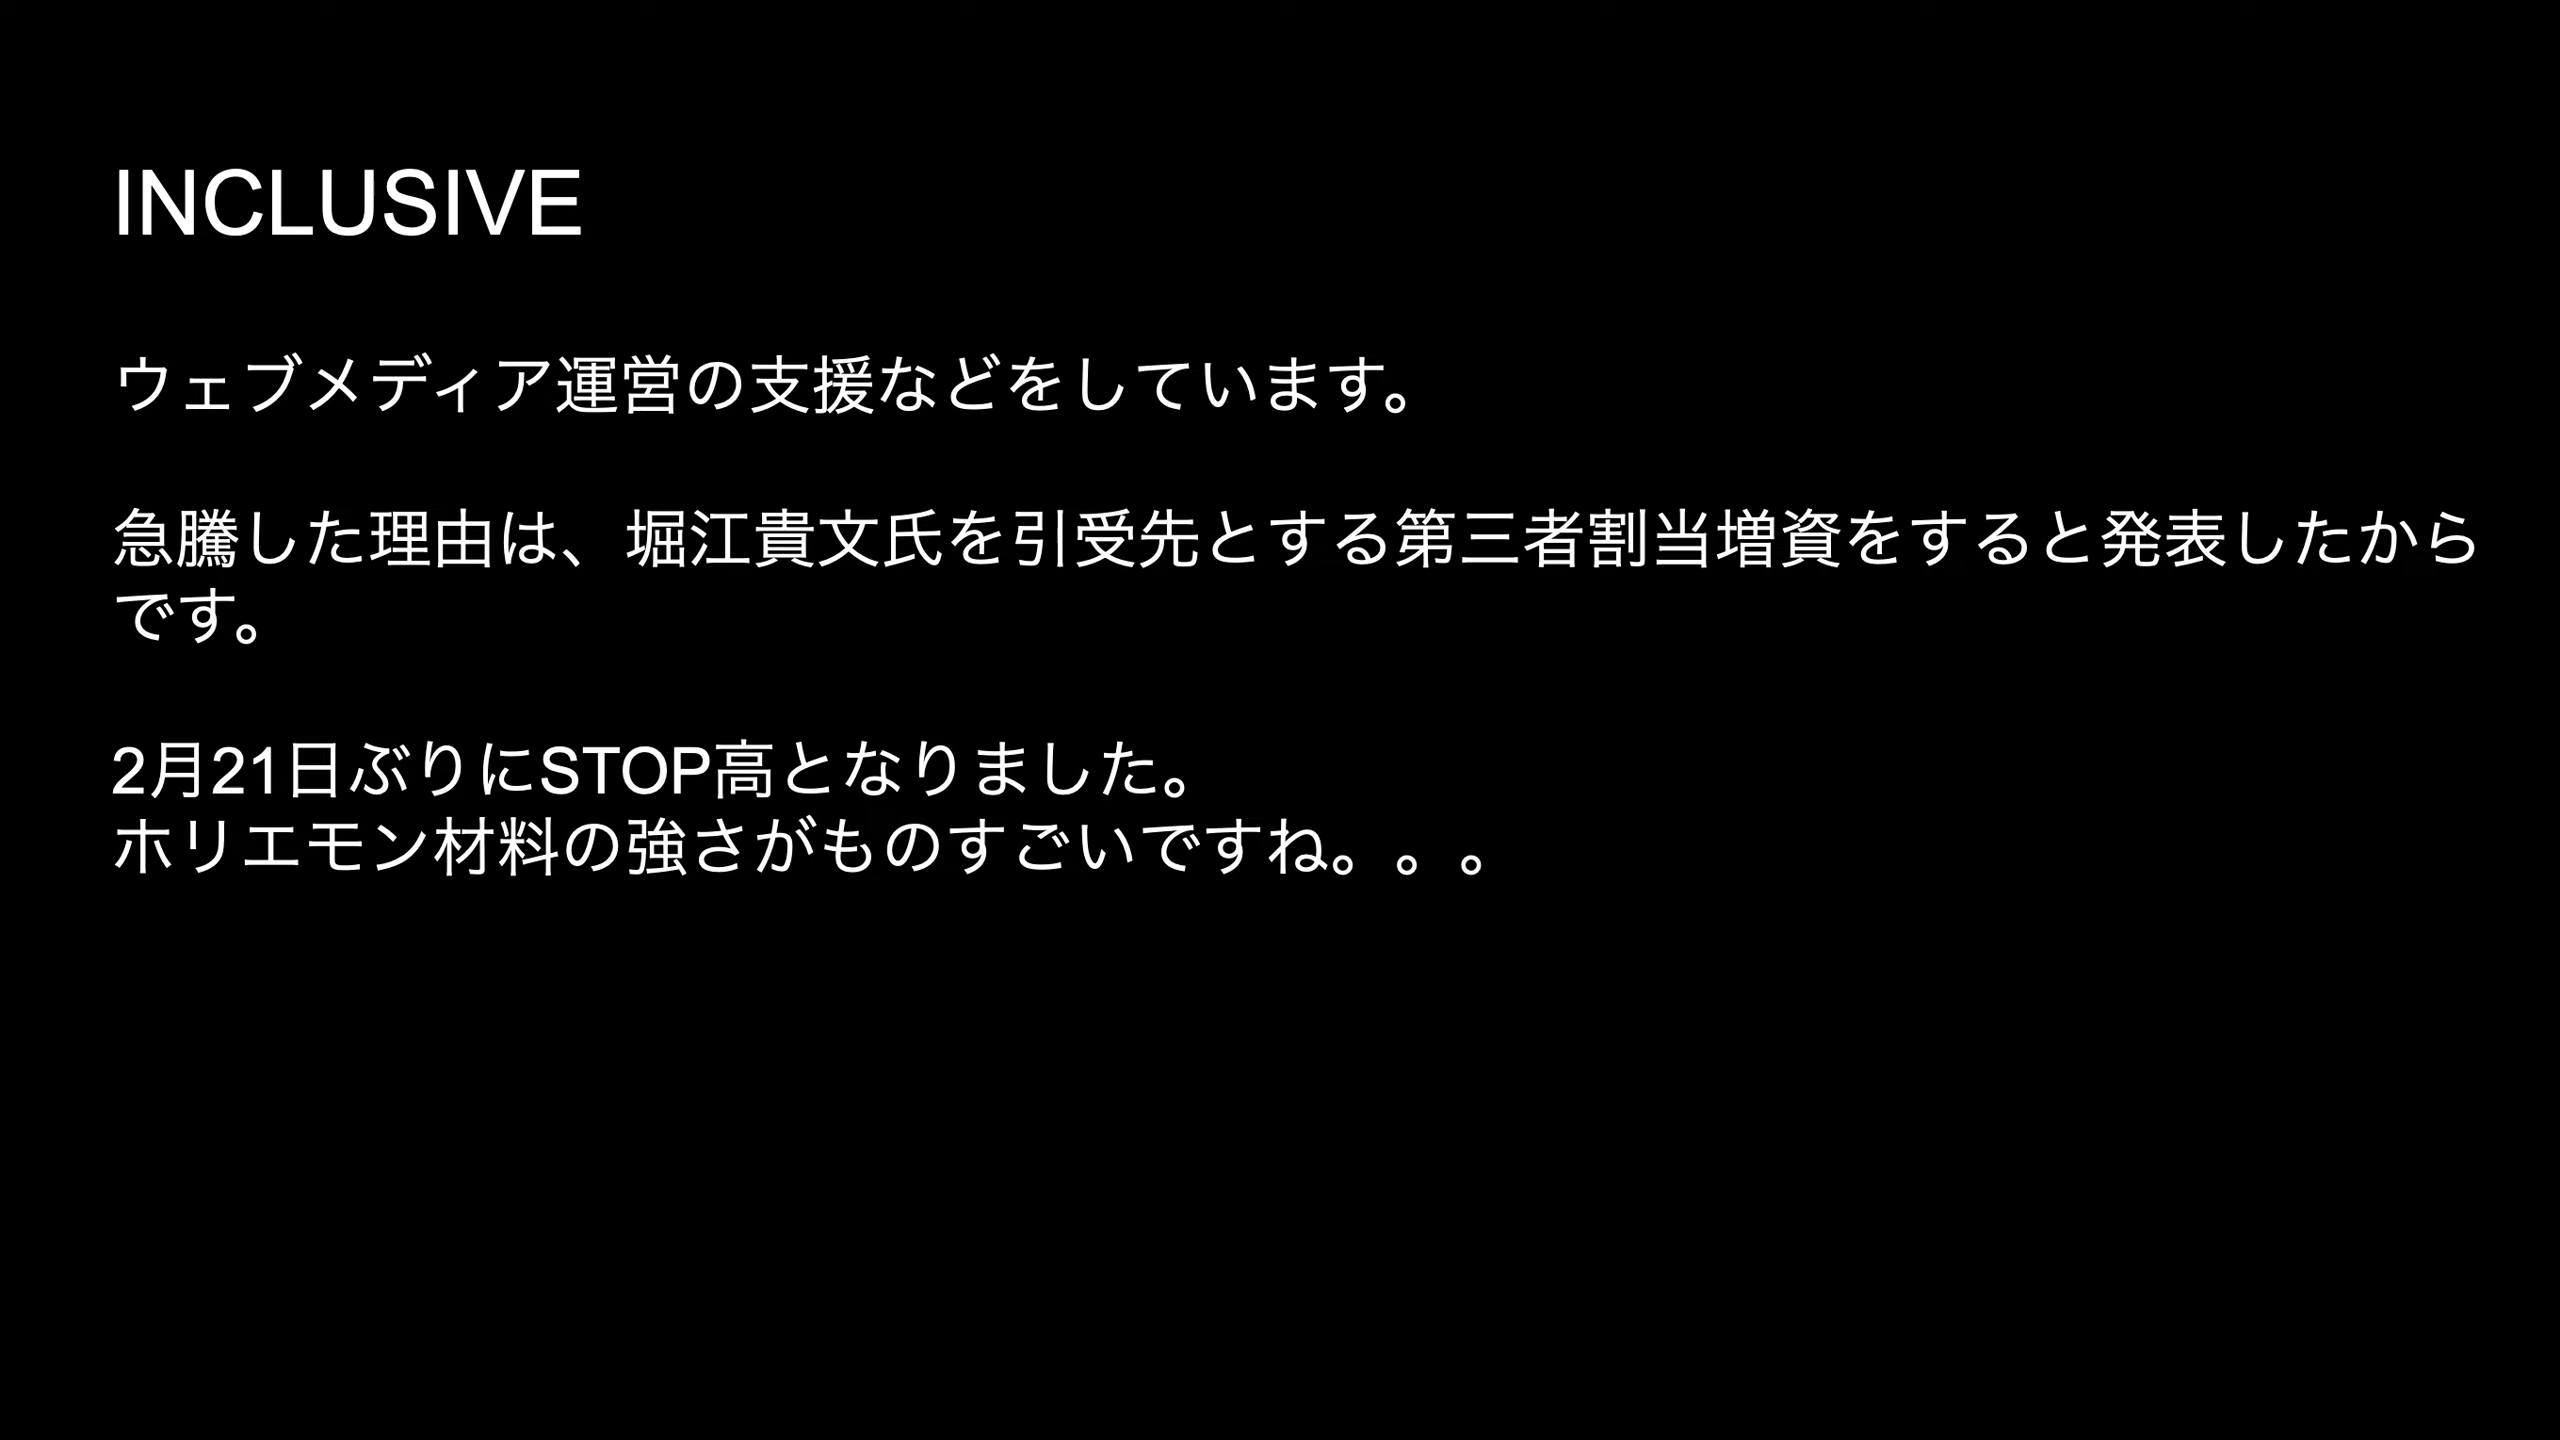 INCLUSIVE
ウェブメディア運営の支援などをしています。
急騰した理由は、堀江貴文氏を引受先とする第三者割当増資をすると発表したから
です。
2月21日ぶりにSTOP高となりました。
ホリエモン材料の強さがものすごいですね。。。